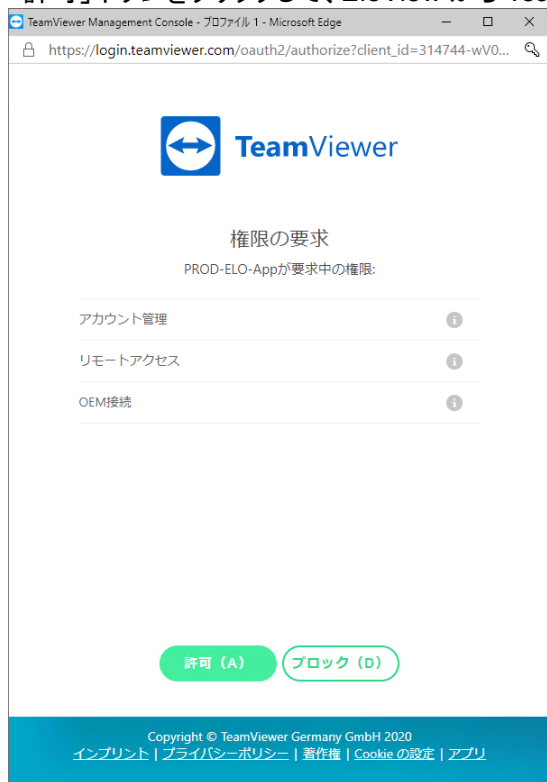 TeamViewer Management Console - プロファイル 1 - Microsoft Edge
https://login.teamviewer.com/oauth2/authorize?client_id=314744-wV0...
TeamViewer
権限の要求
PROD-ELO-Appが要求中の権限:
アカウント管理
リモートアクセス
OEM接続
許可（A） ブロック（D）
Copyright © TeamViewer Germany GmbH 2020
インプリント | プライバシーポリシー | 著作権 | Cookie の設定 | アプリ